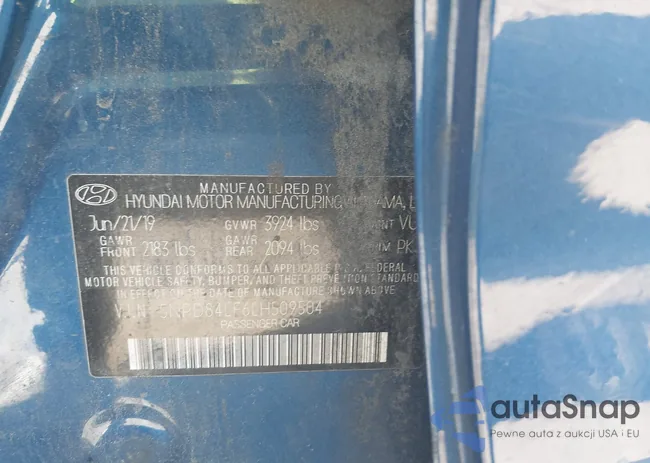 MANUFACTURED BY
HYUNDAI MOTOR MANUFACTURING
Jun/21/19 GVWR 3924 lbs VU
GAWR FRONT 2183 lbs GAWR REAR 2094 lbs PK
THIS VEHICLE CONFORMS TO ALL APPLICABLE FEDERAL
MOTOR VEHICLE SAFETY, BUMPER, AND THEFT PREVENTION STANDARDS
IN EFFECT ON THE DATE OF MANUFACTURE SHOWN ABOVE
PASSENGER CAR
autaSnap
Pewne auta z aukcji USA i EU